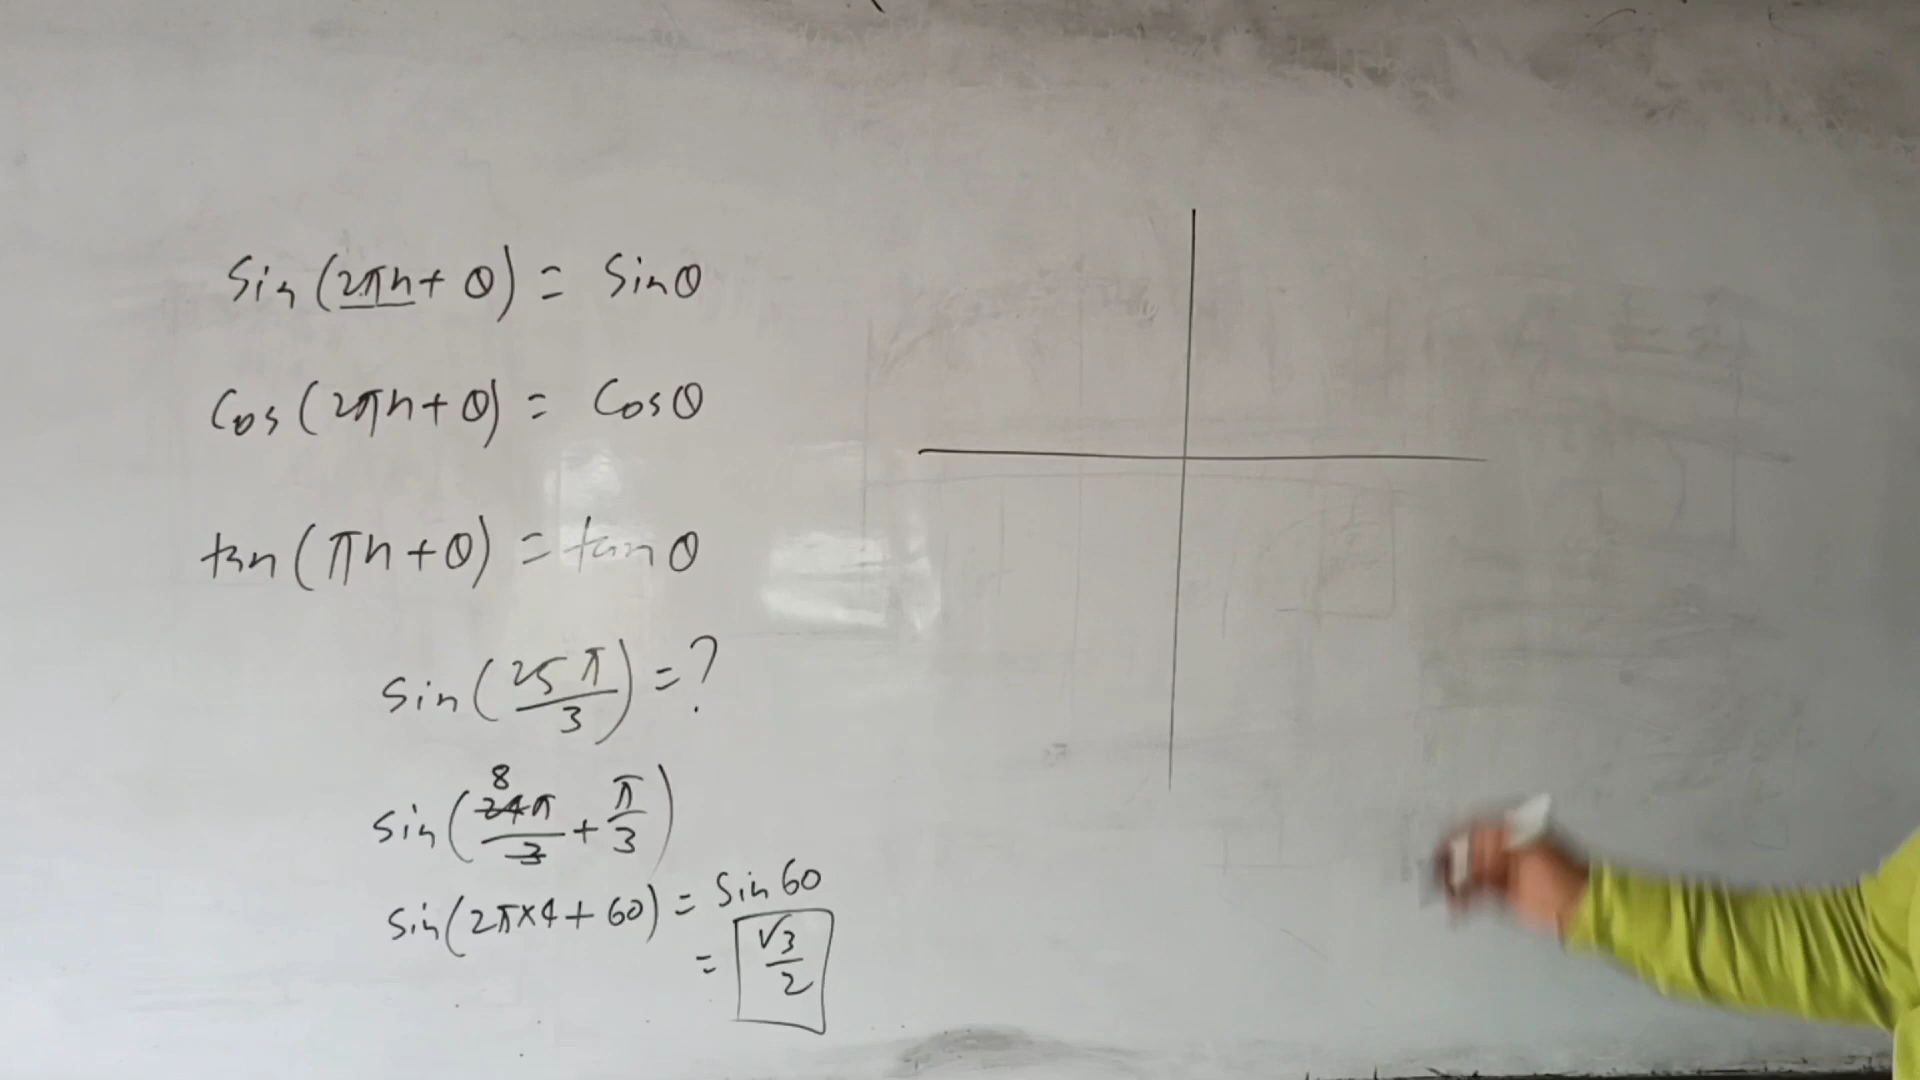 Sin (2πn + θ) = Sinθ
Cos (2πn + θ) = Cosθ
tan (πn + θ) = tan θ
Sin (25π/3) = ?
Sin (8 24π/3 + π/3)
Sin (2π×4 + 60) = Sin 60
= √3/2